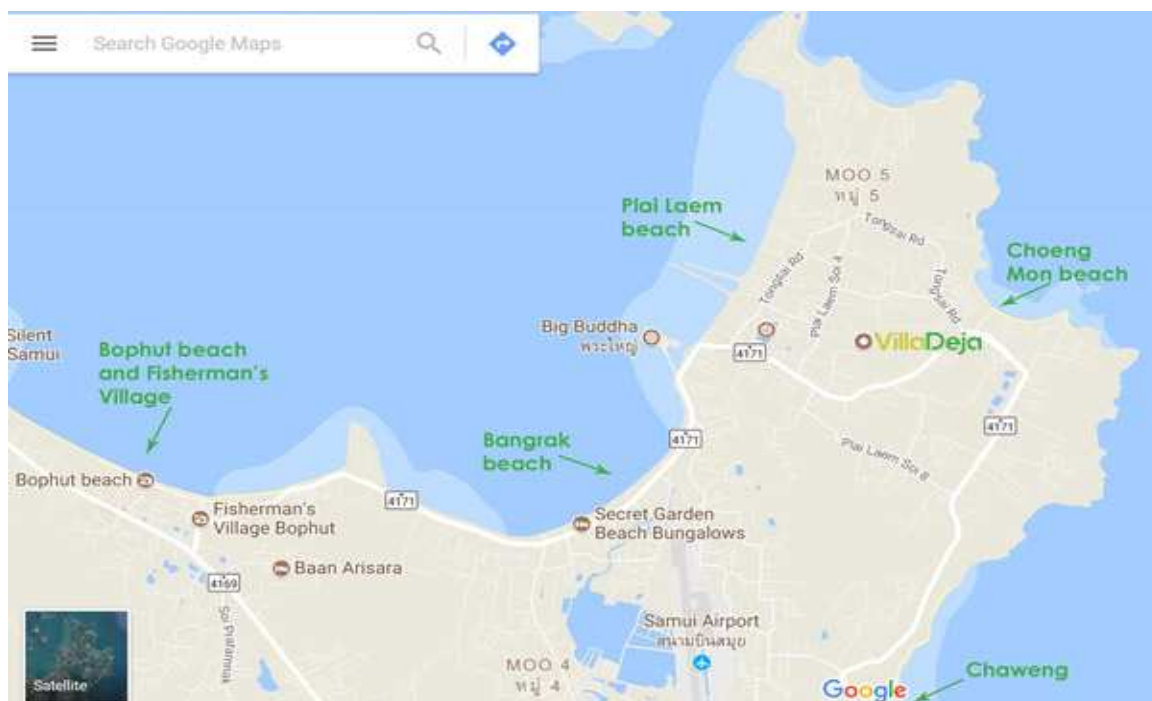 Search Google Maps
MOO 5
หมู่ 5
Plai Laem
beach
Tongsai Rd
Choeng
Mon beach
Tongtai Rd
Plai Laem Soi 4
Tongsai Rd
Big Buddha
พระใหญ่
Silent
Samui
VillaDeja
4171
Bophut beach
and Fisherman's
Village
4171
4171
Bangrak
beach
Plai Laem Soi 8
Bophut beach
4171
Fisherman's
Village Bophut
Secret Garden
Beach Bungalows
Baan Arisara
4169
Samui Airport
สนามบินสมุย
MOO 4
หมู่ 4
Chaweng
Satellite
Google